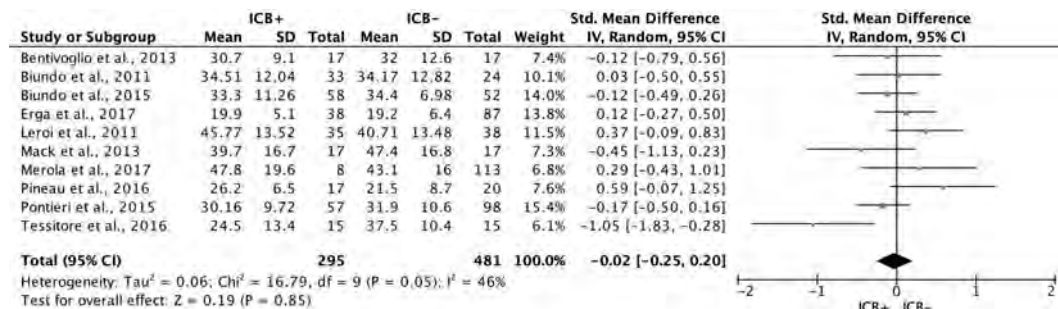 ICB+ ICB− Std. Mean Difference Std. Mean Difference
Study or Subgroup Mean SD Total Mean SD Total Weight IV, Random, 95% CI IV, Random, 95% CI
Bentivoglio et al., 2013 30.7 9.1 17 32 12.6 17 7.4% −0.12 [−0.79, 0.56]
Biundo et al., 2011 34.51 12.04 33 34.17 12.82 24 10.1% 0.03 [−0.50, 0.55]
Biundo et al., 2015 33.3 11.26 58 34.4 6.98 52 14.0% −0.12 [−0.49, 0.26]
Erga et al., 2017 19.9 5.1 38 19.2 6.4 87 13.8% 0.12 [−0.27, 0.50]
Leroi et al., 2011 45.77 13.52 35 40.71 13.48 38 11.8% 0.37 [−0.09, 0.83]
Mack et al., 2013 39.7 16.7 17 47.4 16.8 17 7.3% −0.45 [−1.13, 0.23]
Merola et al., 2017 47.8 19.6 8 43.1 16 113 6.8% 0.29 [−0.43, 1.01]
Pineau et al., 2016 26.2 6.5 17 21.5 8.7 20 7.6% 0.59 [−0.07, 1.25]
Pontieri et al., 2015 30.16 9.72 57 31.9 10.6 98 15.4% −0.17 [−0.50, 0.16]
Tessitore et al., 2016 24.5 13.4 15 37.5 10.4 15 6.1% −1.05 [−1.83, −0.28]
Total (95% CI) 295 481 100.0% −0.02 [−0.25, 0.20]
Heterogeneity: Tau² = 0.06; Chi² = 16.79, df = 9 (P = 0.05); I² = 46%
Test for overall effect: Z = 0.19 (P = 0.85)
−2 −1 0 1 2
ICB+ ICB−